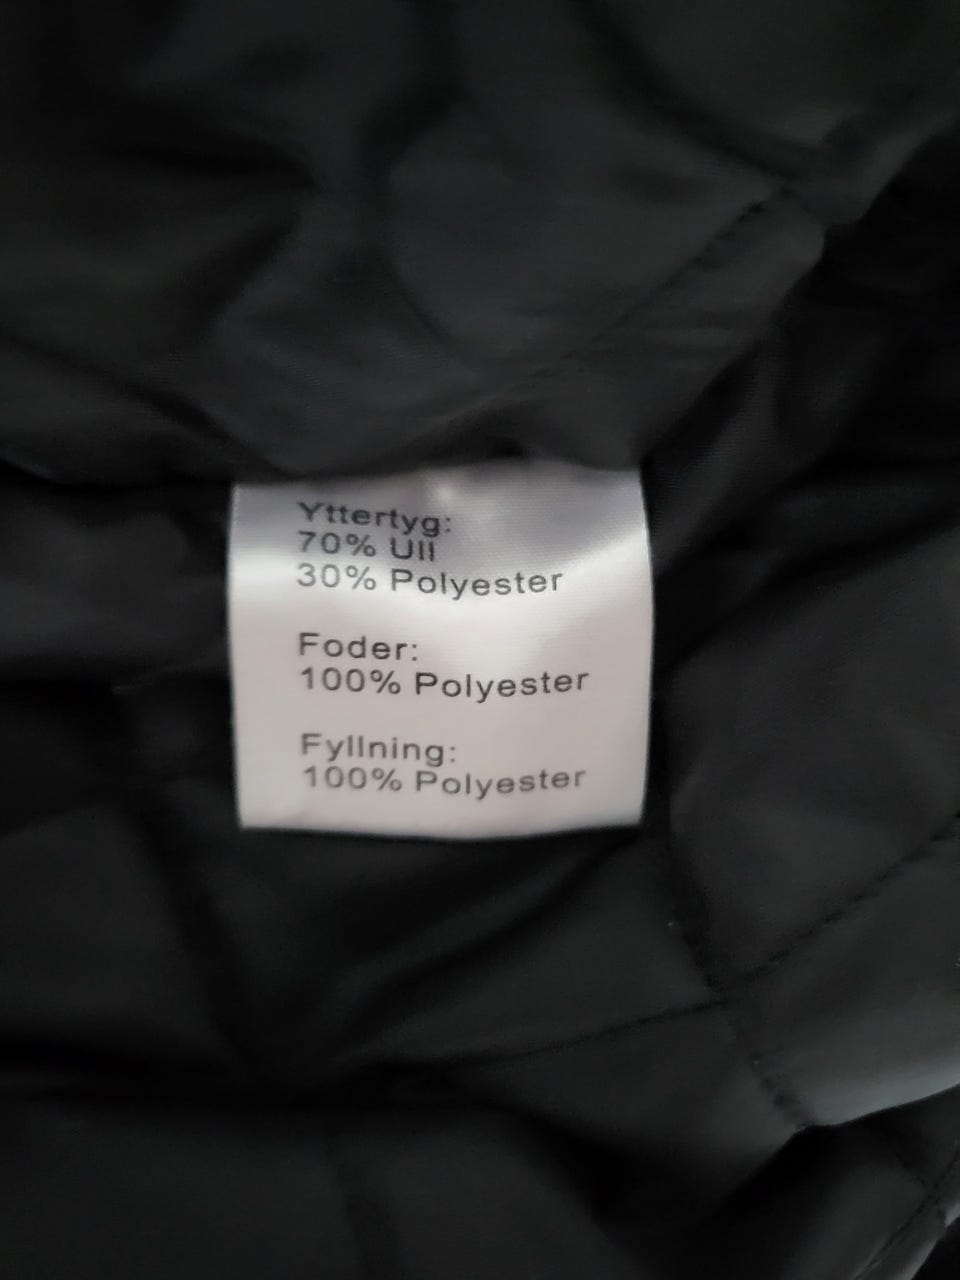 Yttertyg:
70% Ull
30% Polyester
Foder:
100% Polyester
Fyllning:
100% Polyester